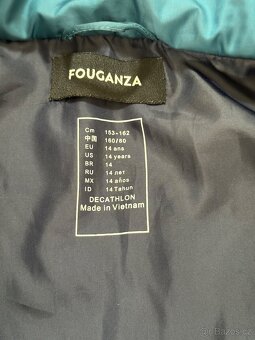 FOUGANZA
Cm 153-162
中国 160/80
EU 14 ans
US 14 years
BR 14
RU 14 лет
MX 14 años
ID 14 Tahun
DECATHLON
Made in Vietnam